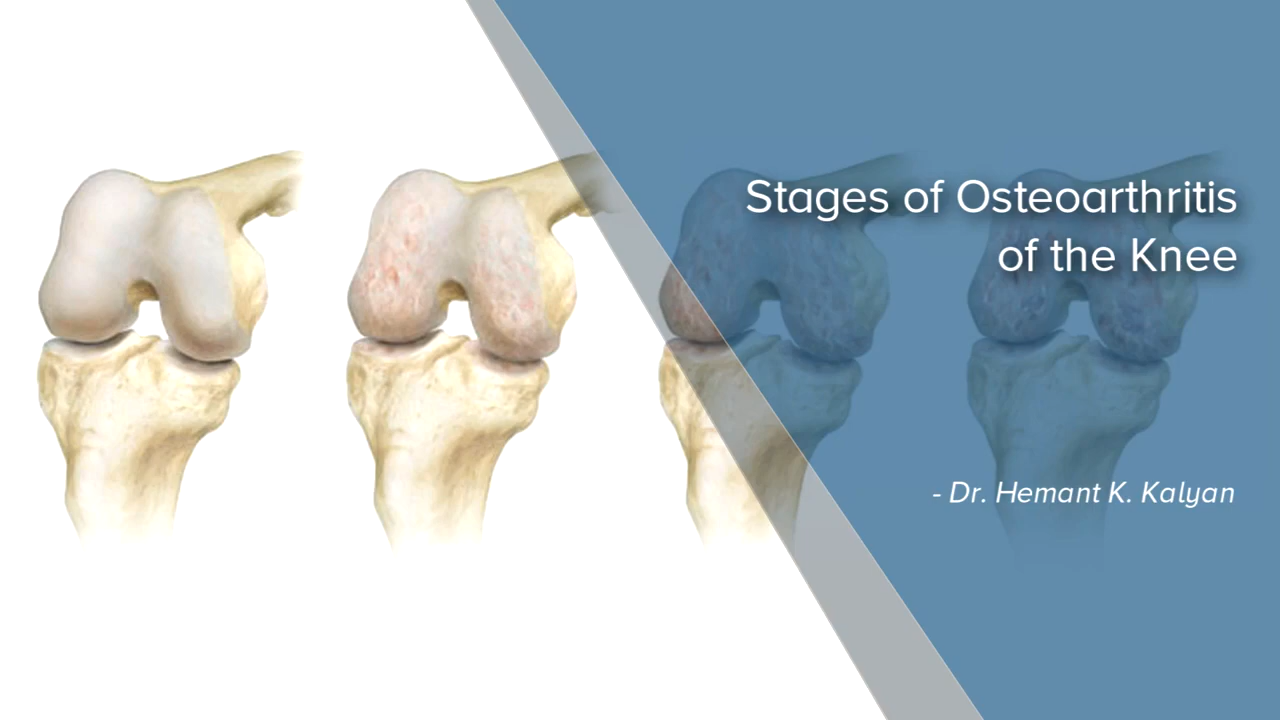 Stages of Osteoarthritis
of the Knee
- Dr. Hemant K. Kalyan